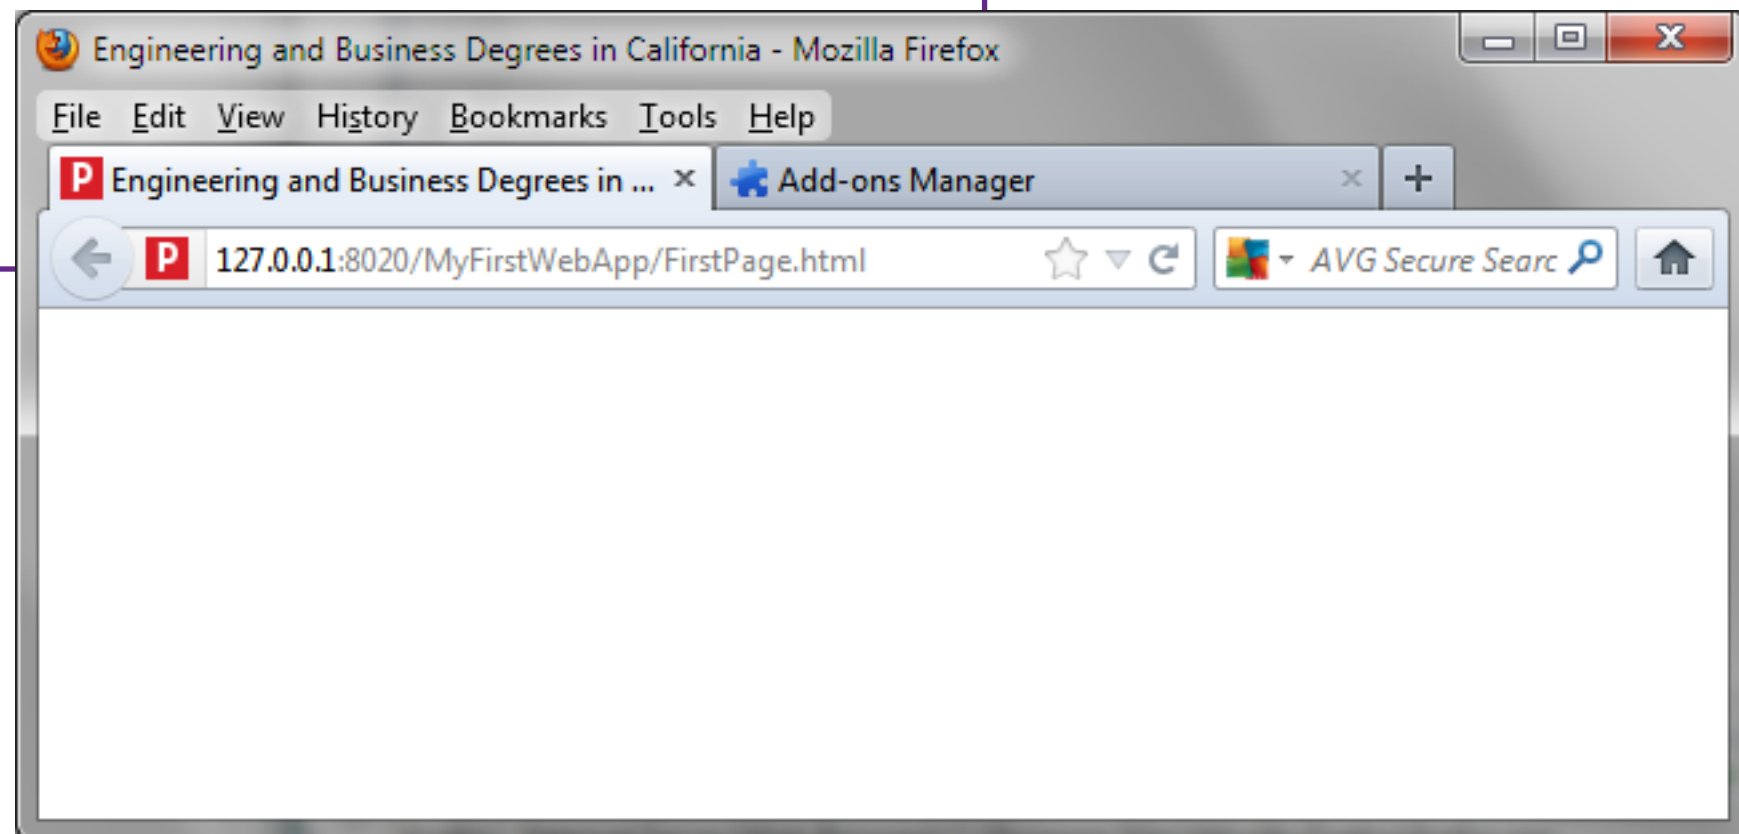 Engineering and Business Degrees in California - Mozilla Firefox
File Edit View History Bookmarks Tools Help
P Engineering and Business Degrees in ... Add-ons Manager
P 127.0.0.1:8020/MyFirstWebApp/FirstPage.html AVG Secure Searc